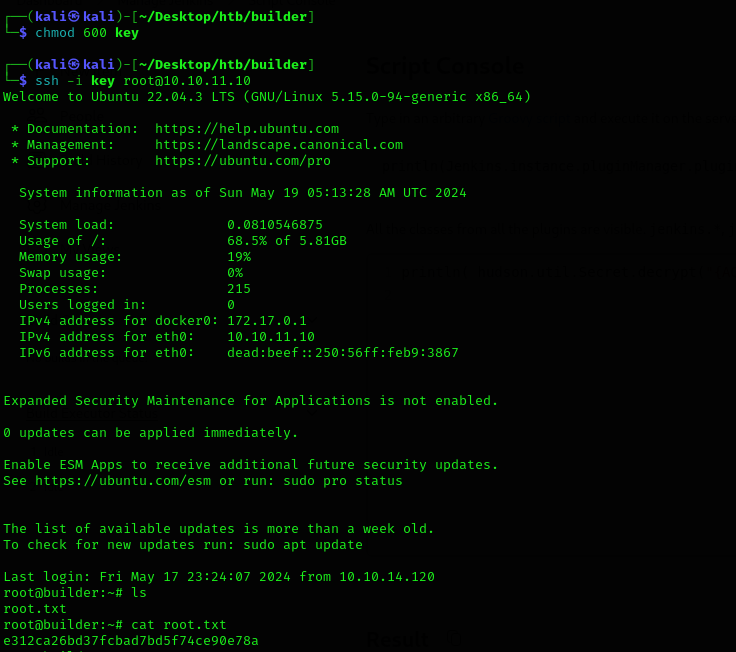 ┌──(kali㉿kali)-[~/Desktop/htb/builder]
└─$ chmod 600 key
┌──(kali㉿kali)-[~/Desktop/htb/builder]
└─$ ssh -i key root@10.10.11.10
Welcome to Ubuntu 22.04.3 LTS (GNU/Linux 5.15.0-94-generic x86_64)
* Documentation:  https://help.ubuntu.com
* Management:     https://landscape.canonical.com
* Support:        https://ubuntu.com/pro
System information as of Sun May 19 05:13:28 AM UTC 2024
System load:              0.0810546875
Usage of /:               68.5% of 5.81GB
Memory usage:             19%
Swap usage:               0%
Processes:                215
Users logged in:          0
IPv4 address for docker0: 172.17.0.1
IPv4 address for eth0:    10.10.11.10
IPv6 address for eth0:    dead:beef::250:56ff:feb9:3867
Expanded Security Maintenance for Applications is not enabled.
0 updates can be applied immediately.
Enable ESM Apps to receive additional future security updates.
See https://ubuntu.com/esm or run: sudo pro status
The list of available updates is more than a week old.
To check for new updates run: sudo apt update
Last login: Fri May 17 23:24:07 2024 from 10.10.14.120
root@builder:~# ls
root.txt
root@builder:~# cat root.txt
e312ca26bd37fcbad7bd5f74ce90e78a
Script Console